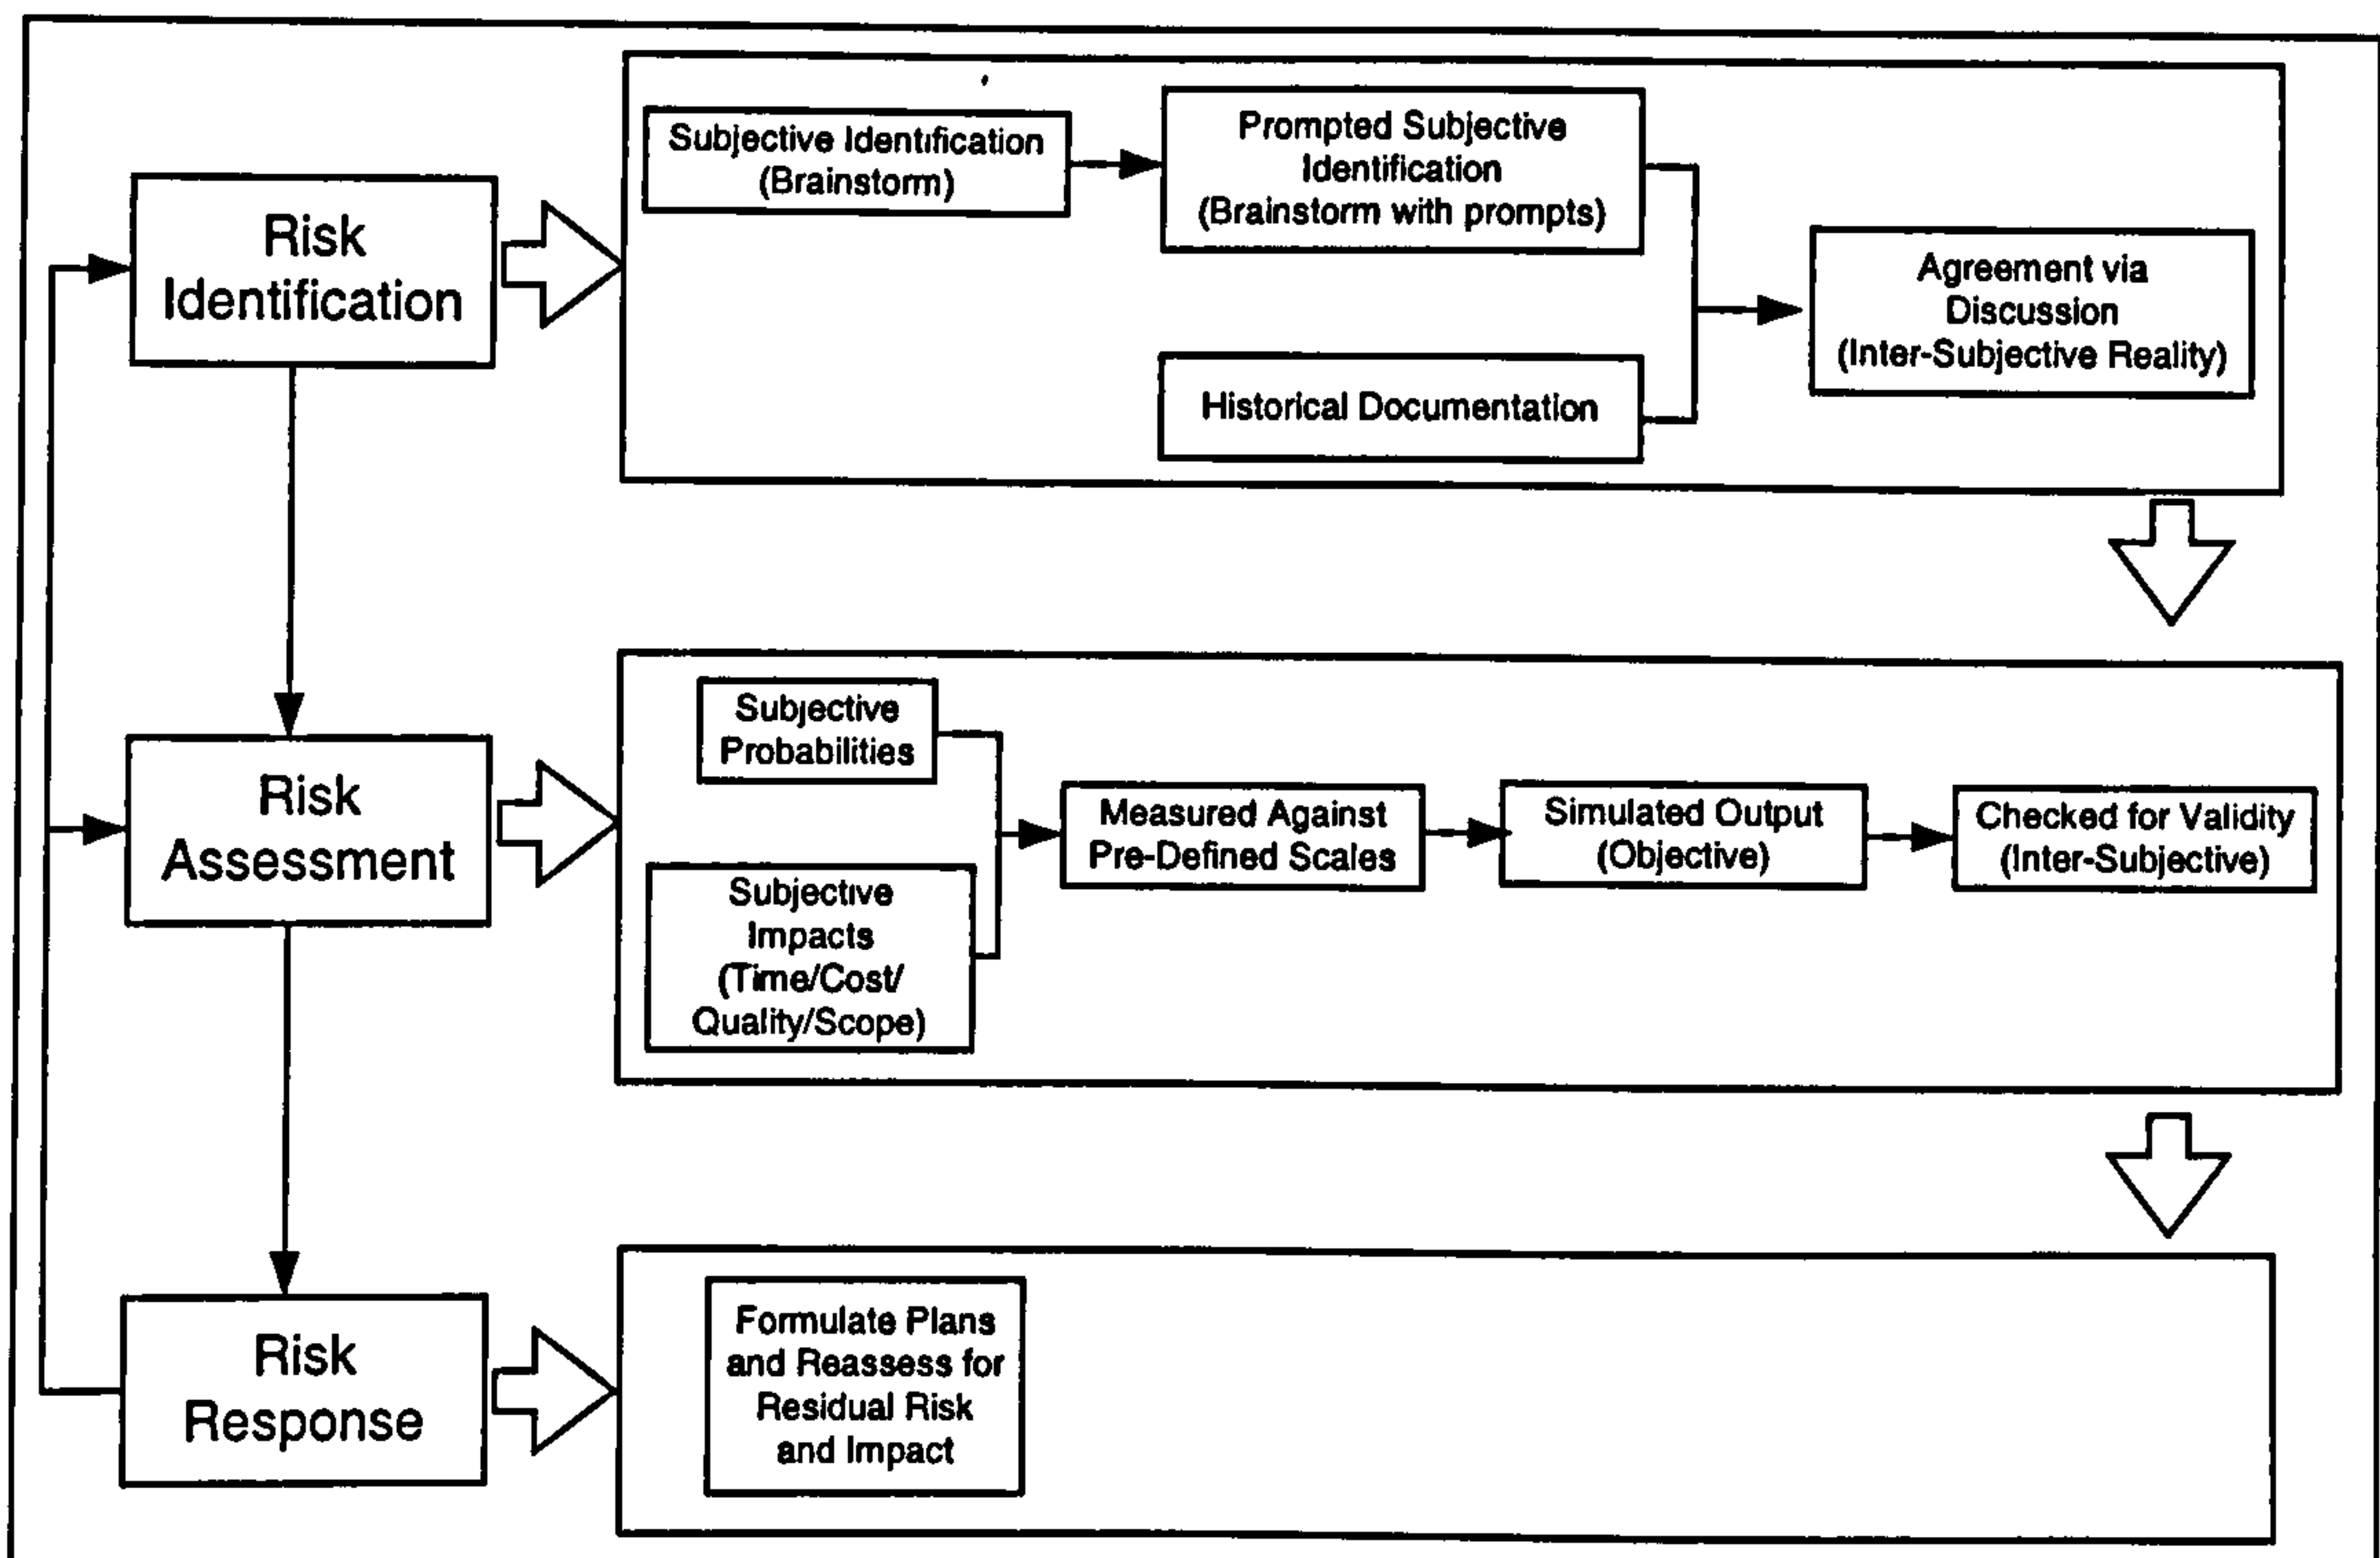 Risk
Identification
Subjective Identification
(Brainstorm)
Prompted Subjective
Identification
(Brainstorm with prompts)
Historical Documentation
Agreement via
Discussion
(Inter-Subjective Reality)
Risk
Assessment
Subjective
Probabilities
Subjective
Impacts
(Time/Cost/
Quality/Scope)
Measured Against
Pre-Defined Scales
Simulated Output
(Objective)
Checked for Validity
(Inter-Subjective)
Risk
Response
Formulate Plans
and Reassess for
Residual Risk
and Impact